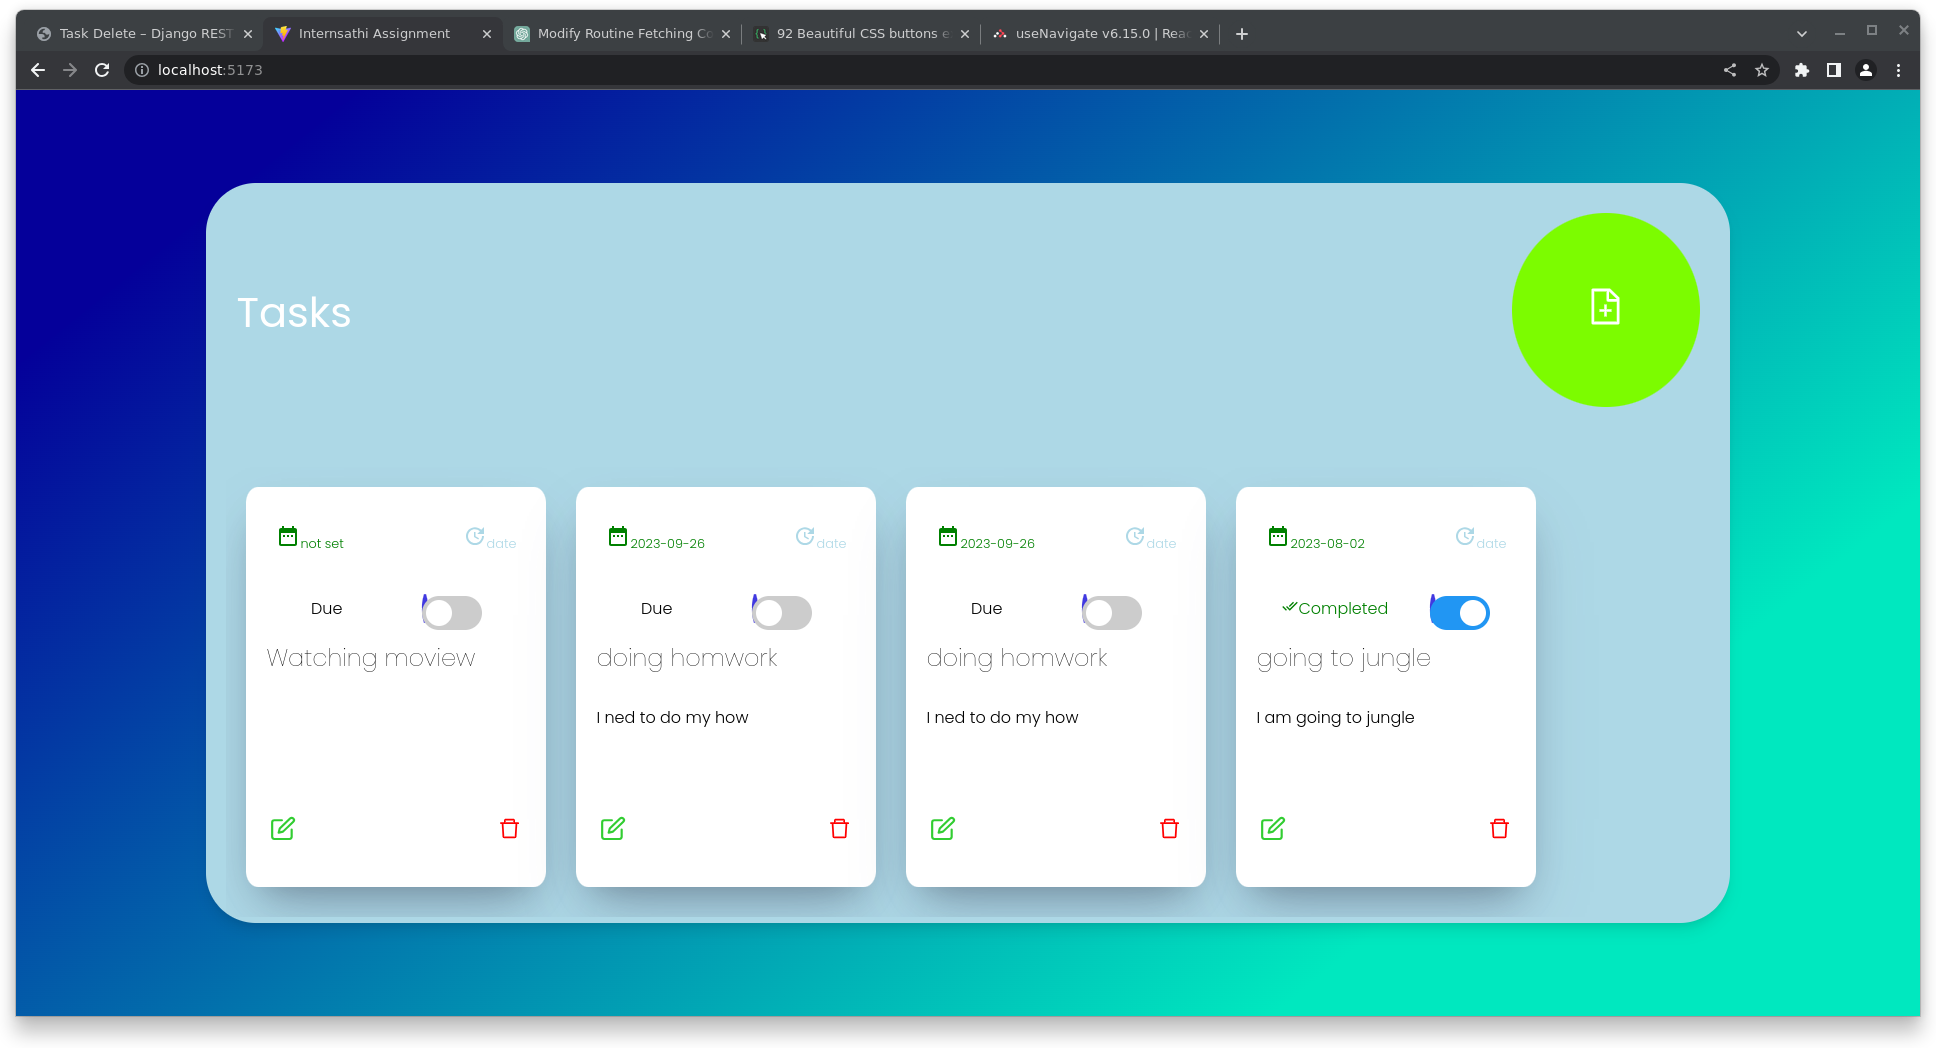 Task Delete – Django REST
Internsathi Assignment
Modify Routine Fetching Co
92 Beautiful CSS buttons e
useNavigate v6.15.0 | Reac
localhost:5173
Tasks
not set date
2023-09-26 date
2023-09-26 date
2023-08-02 date
Due
Due
Due
Completed
Watching moview
doing homwork
doing homwork
going to jungle
I ned to do my how
I ned to do my how
I am going to jungle